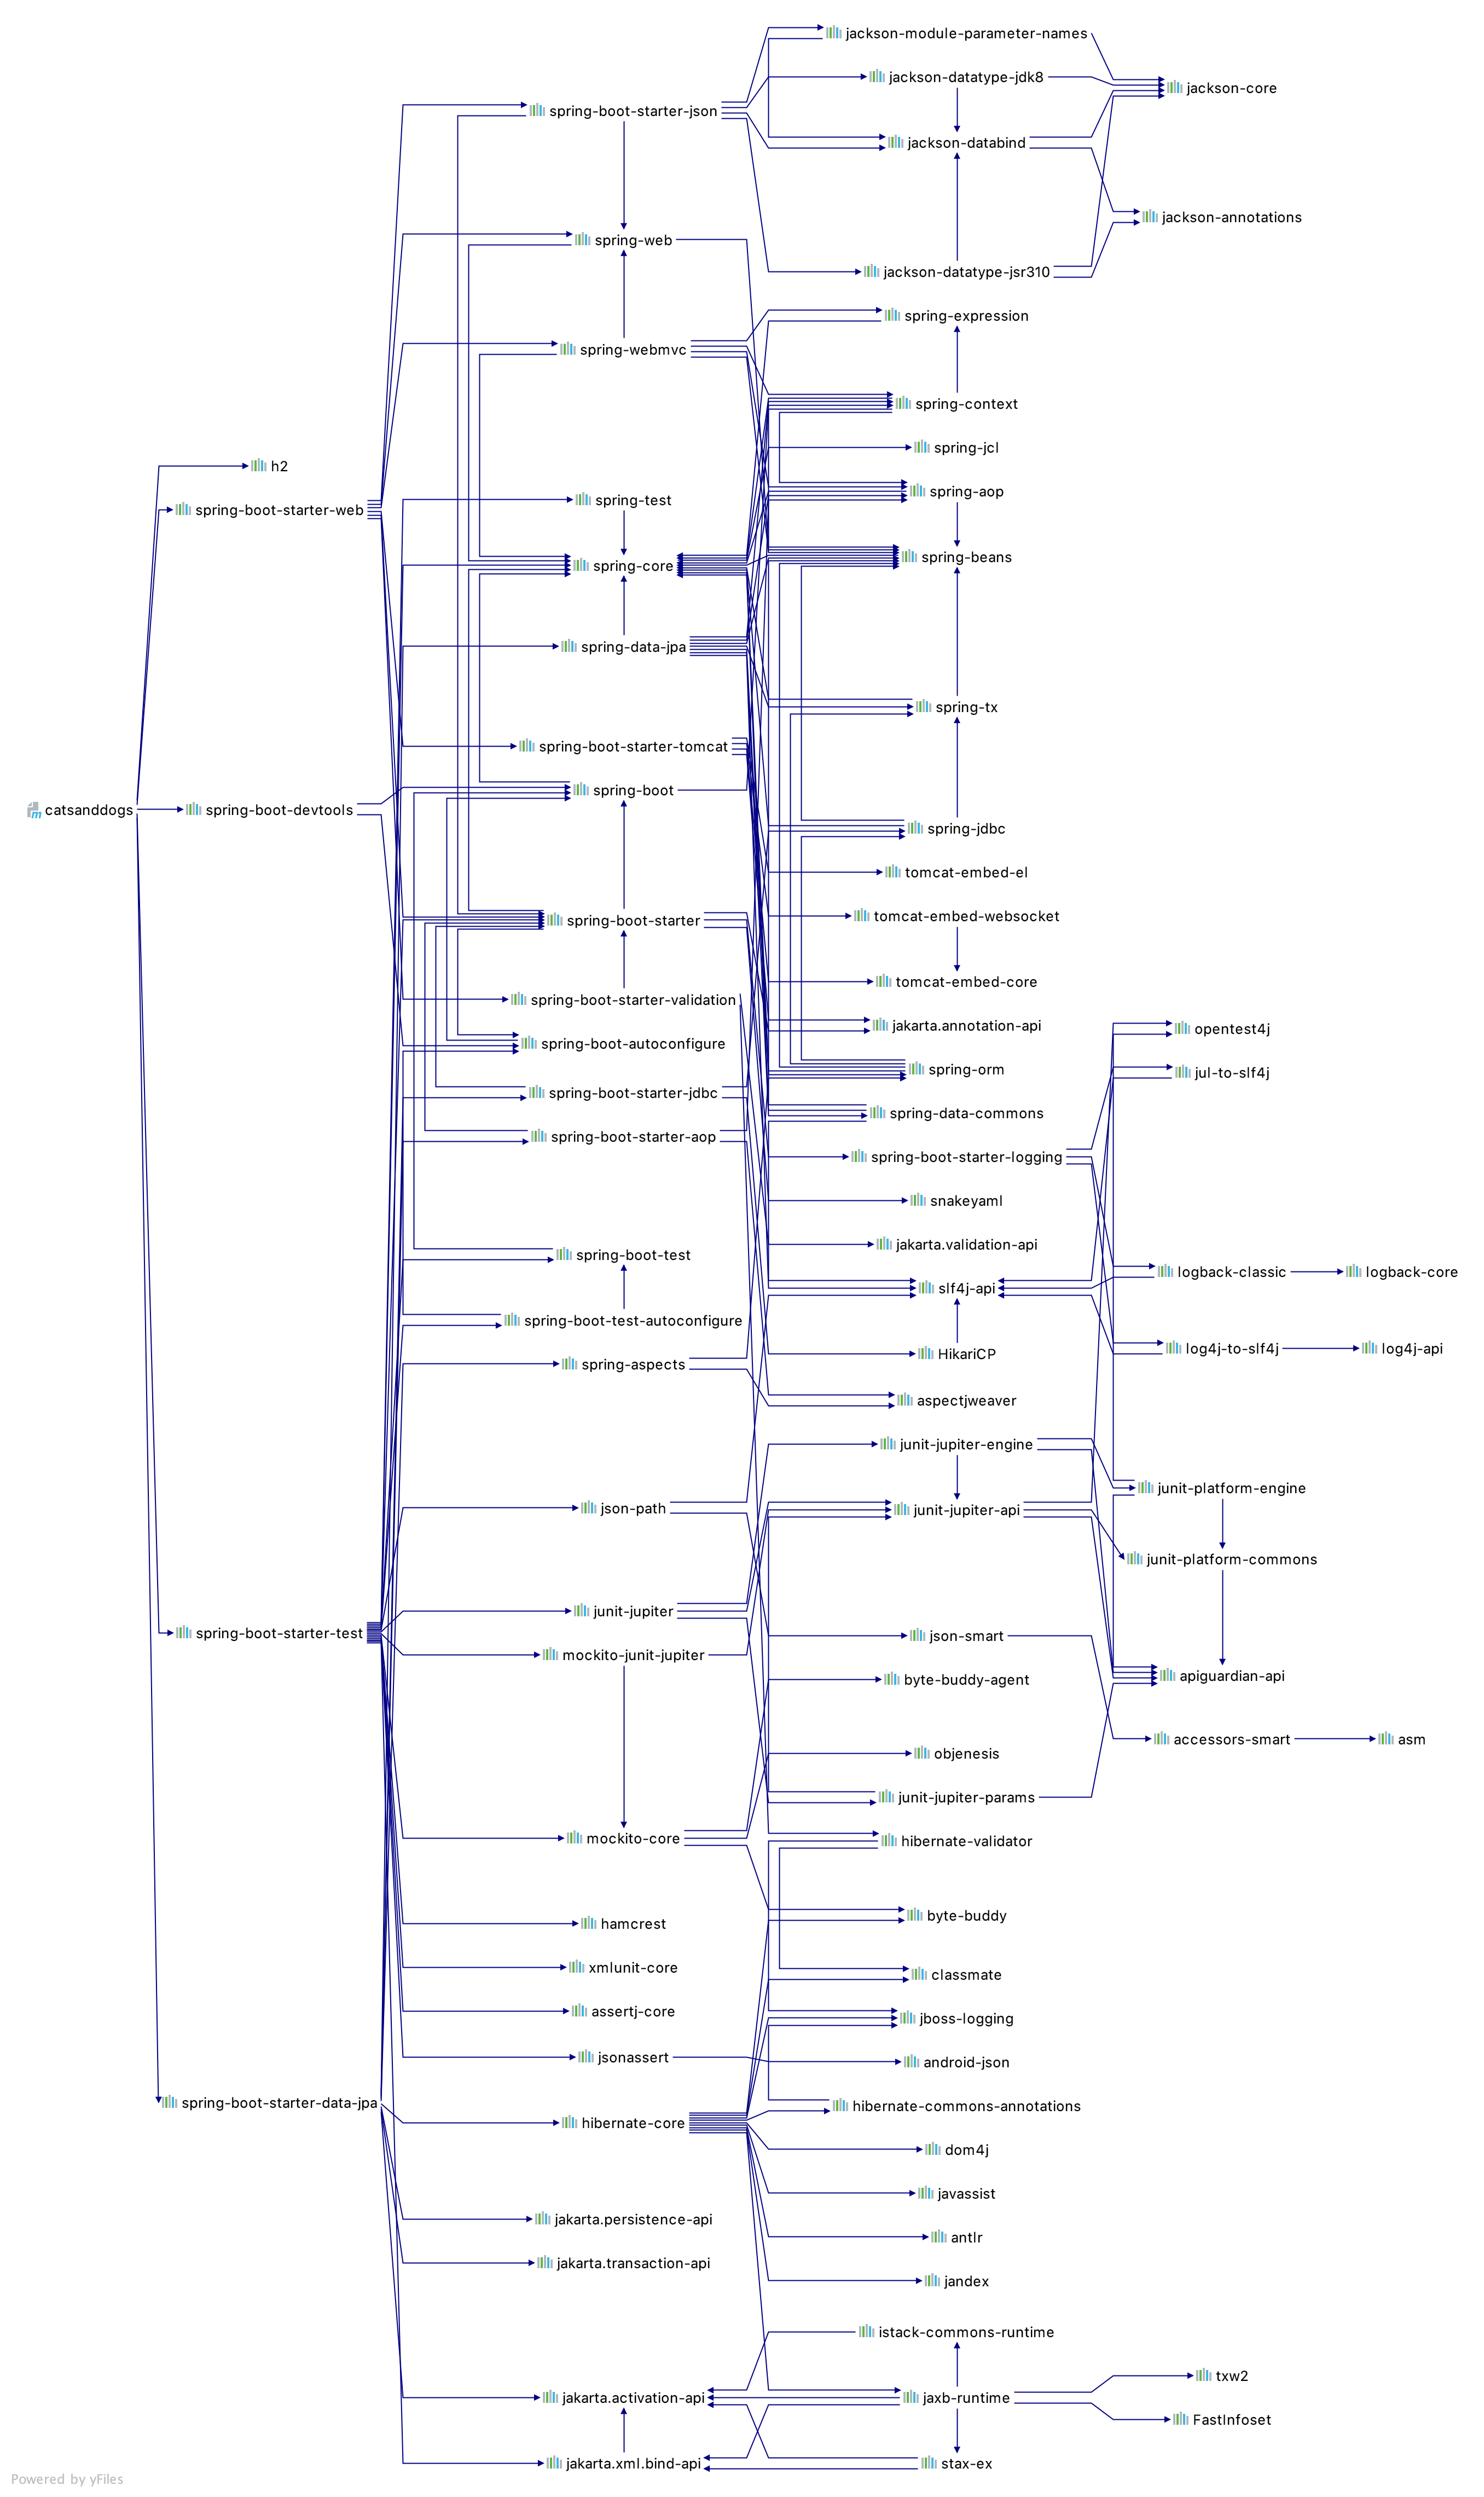 jackson-module-parameter-names
jackson-datatype-jdk8
jackson-core
spring-boot-starter-json
jackson-databind
jackson-annotations
spring-web
jackson-datatype-jsr310
spring-expression
spring-webmvc
spring-context
spring-jcl
h2
spring-aop
spring-test
spring-boot-starter-web
spring-beans
spring-core
spring-data-jpa
spring-tx
spring-boot-starter-tomcat
spring-boot
catsanddogs
spring-boot-devtools
spring-jdbc
tomcat-embed-el
tomcat-embed-websocket
spring-boot-starter
tomcat-embed-core
spring-boot-starter-validation
jakarta.annotation-api
opentest4j
spring-boot-autoconfigure
spring-orm
jul-to-slf4j
spring-boot-starter-jdbc
spring-data-commons
spring-boot-starter-aop
spring-boot-starter-logging
snakeyaml
jakarta.validation-api
spring-boot-test
logback-classic
logback-core
slf4j-api
spring-boot-test-autoconfigure
log4j-to-slf4j
log4j-api
HikariCP
spring-aspects
aspectjweaver
junit-jupiter-engine
junit-platform-engine
json-path
junit-jupiter-api
junit-platform-commons
junit-jupiter
spring-boot-starter-test
json-smart
mockito-junit-jupiter
apiguardian-api
byte-buddy-agent
accessors-smart
asm
objenesis
junit-jupiter-params
mockito-core
hibernate-validator
byte-buddy
hamcrest
xmlunit-core
classmate
assertj-core
jboss-logging
jsonassert
android-json
spring-boot-starter-data-jpa
hibernate-commons-annotations
hibernate-core
dom4j
javassist
jakarta.persistence-api
antlr
jakarta.transaction-api
jandex
istack-commons-runtime
txw2
jakarta.activation-api
jaxb-runtime
FastInfoset
jakarta.xml.bind-api
stax-ex
Powered by yFiles